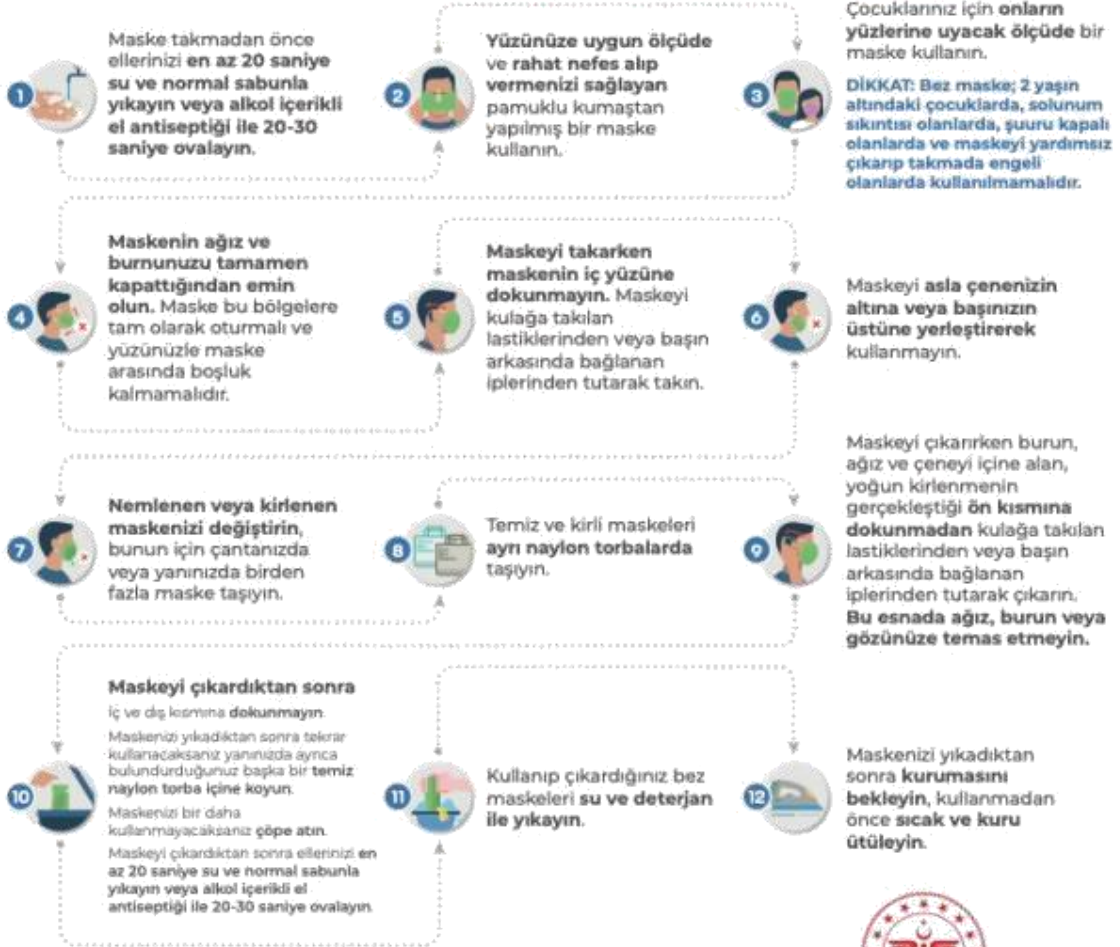 1
Maske takmadan önce
ellerinizi en az 20 saniye
su ve normal sabunla
yıkayın veya alkol içerikli
el antiseptiği ile 20-30
saniye ovalayın.
2
Yüzünüze uygun ölçüde
ve rahat nefes alıp
vermenizi sağlayan
pamuklu kumaştan
yapılmış bir maske
kullanın.
3
Çocuklarınız için onların
yüzlerine uyacak ölçüde bir
maske kullanın.
DİKKAT: Bez maske; 2 yaşın
altındaki çocuklarda, solunum
sıkıntısı olanlarda, şuuru kapalı
olanlarda ve maskeyi yardımsız
çıkarıp takmada engeli
olanlarda kullanılmamalıdır.
4
Maskenin ağız ve
burnunuzu tamamen
kapattığından emin
olun. Maske bu bölgelere
tam olarak oturmalı ve
yüzünüzle maske
arasında boşluk
kalmamalıdır.
5
Maskeyi takarken
maskenin iç yüzüne
dokunmayın. Maskeyi
kulağa takılan
lastiklerinden veya başın
arkasında bağlanan
iplerinden tutarak takın.
6
Maskeyi asla çenenizin
altına veya başınızın
üstüne yerleştirerek
kullanmayın.
7
Nemlenen veya kirlenen
maskenizi değiştirin,
bunun için çantanızda
veya yanınızda birden
fazla maske taşıyın.
8
Temiz ve kirli maskeleri
ayrı naylon torbalarda
taşıyın.
9
Maskeyi çıkarırken burun,
ağız ve çeneyi içine alan,
yoğun kirlenmenin
gerçekleştiği ön kısmına
dokunmadan kulağa takılan
lastiklerinden veya başın
arkasında bağlanan
iplerinden tutarak çıkarın.
Bu esnada ağız, burun veya
gözünüze temas etmeyin.
10
Maskeyi çıkardıktan sonra
İç ve dış kısmına dokunmayın.
Maskenizi yıkadıktan sonra tekrar
kullanacaksanız yanınızda ayrıca
bulundurduğunuz başka bir temiz
naylon torba içine koyun.
Maskenizi bir daha
kullanmayacaksanız çöpe atın.
Maskeyi çıkardıktan sonra ellerinizi en
az 20 saniye su ve normal sabunla
yıkayın veya alkol içerikli el
antiseptiği ile 20-30 saniye ovalayın.
11
Kullanıp çıkardığınız bez
maskeleri su ve deterjan
ile yıkayın.
12
Maskenizi yıkadıktan
sonra kurumasını
bekleyin, kullanmadan
önce sıcak ve kuru
ütüleyin.